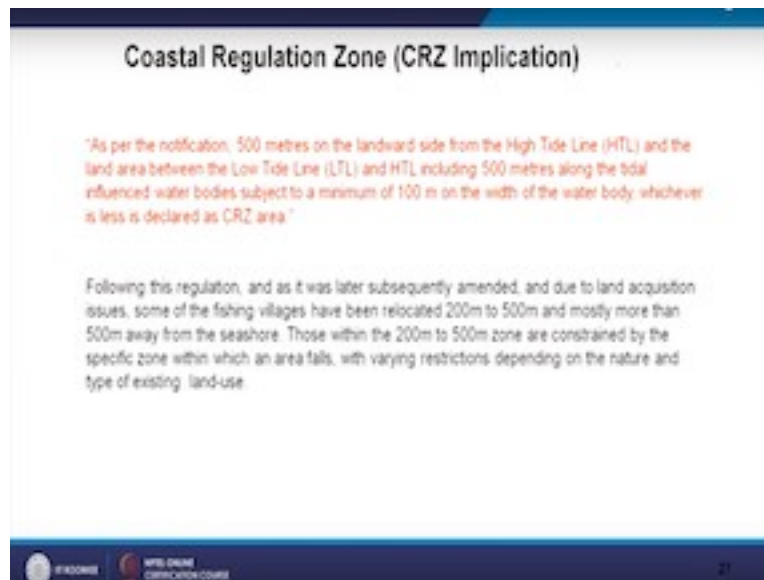 Coastal Regulation Zone (CRZ Implication)
"As per the notification, 500 metres on the landward side from the High Tide Line (HTL) and the
land area between the Low Tide Line (LTL) and HTL including 500 metres along the tidal
influenced water bodies subject to a minimum of 100 m on the width of the water body, whichever
is less is declared as CRZ area."
Following this regulation, and as it was later subsequently amended, and due to land acquisition
issues, some of the fishing villages have been relocated 200m to 500m and mostly more than
500m away from the seashore. Those within the 200m to 500m zone are constrained by the
specific zone within which an area falls, with varying restrictions depending on the nature and
type of existing land-use
IIT ROORKEE
NPTEL ONLINE
CERTIFICATION COURSE
21